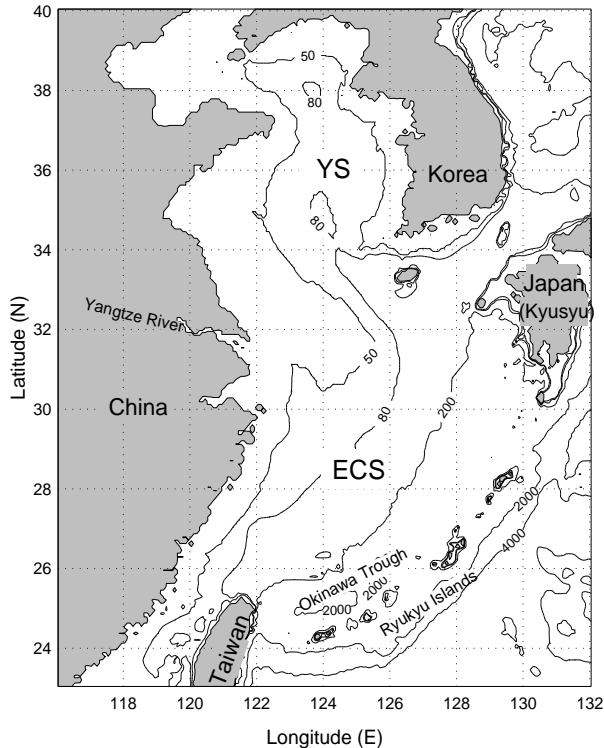 40
38
36
34
32
30
28
26
24
118
120
122
124
126
128
130
132
Latitude (N)
Longitude (E)
50
80
YS
Korea
80
Japan
(Kyusyu)
Yangtze River
50
200
80
China
ECS
2000
4000
Okinawa Trough
2000
2000
Ryukyu Islands
Taiwan